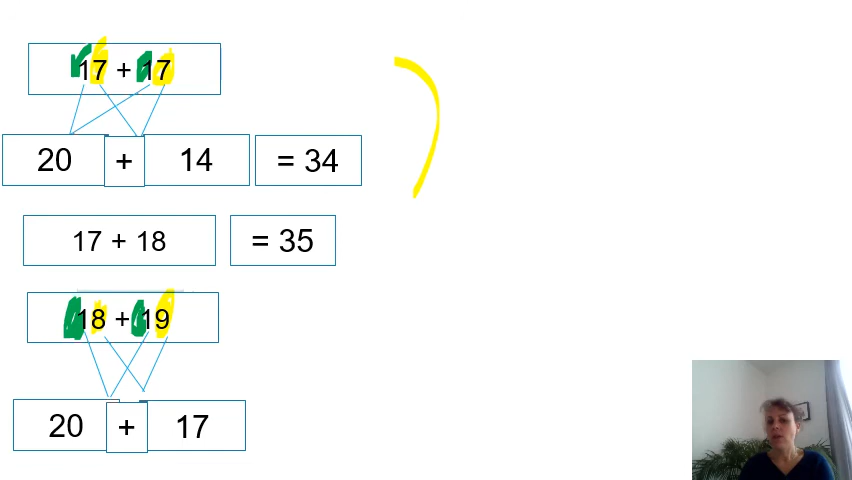 17 + 17
20 + 14 = 34
17 + 18 = 35
18 + 19
20 + 17